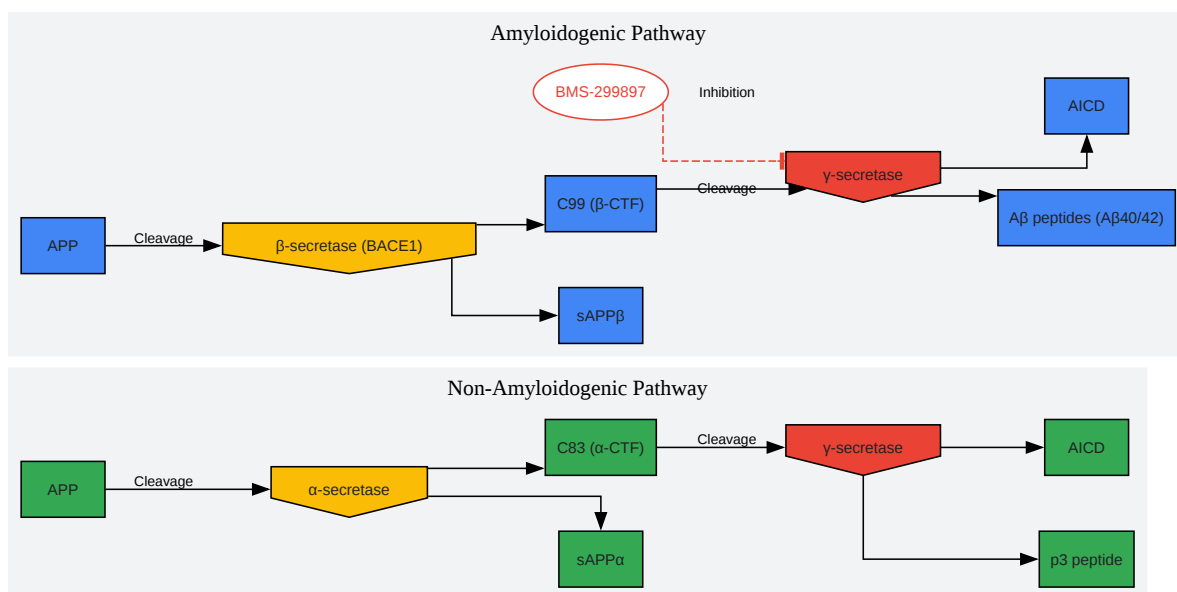 Amyloidogenic Pathway
BMS-299897
Inhibition
AICD
γ-secretase
Cleavage
C99 (β-CTF)
Aβ peptides (Aβ40/42)
APP
Cleavage
β-secretase (BACE1)
sAPPβ
Non-Amyloidogenic Pathway
C83 (α-CTF)
Cleavage
γ-secretase
AICD
APP
Cleavage
α-secretase
sAPPα
p3 peptide